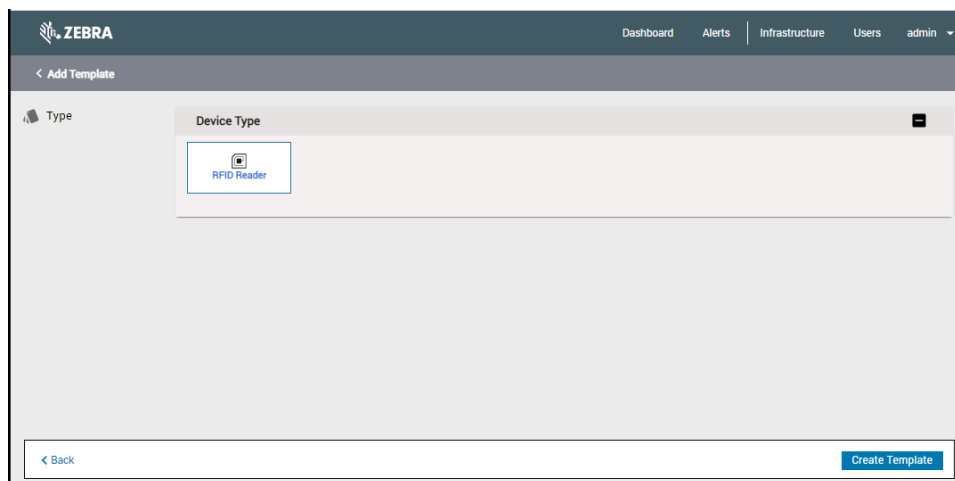 ZEBRA
Dashboard Alerts Infrastructure Users admin
< Add Template
Type
Device Type
RFID Reader
< Back
Create Template